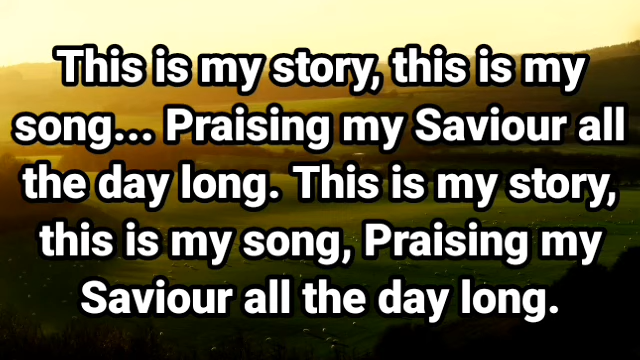 This is my story, this is my
song... Praising my Saviour all
the day long. This is my story,
this is my song, Praising my
Saviour all the day long.